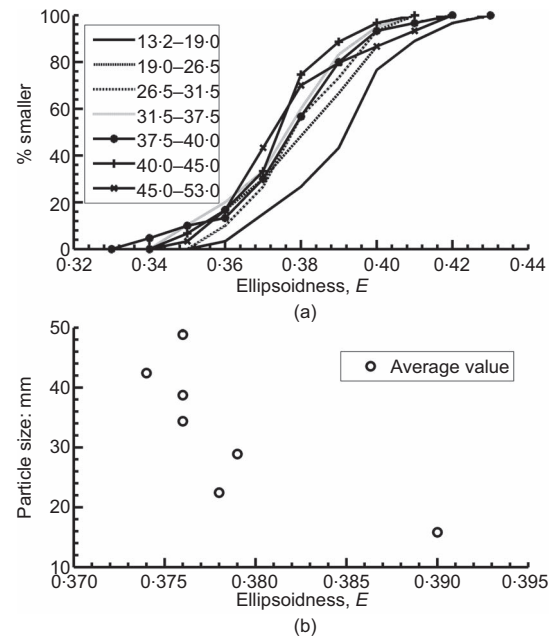 100
80
60
40
20
0
% smaller
13·2–19·0
19·0–26·5
26·5–31·5
31·5–37·5
37·5–40·0
40·0–45·0
45·0–53·0
0·32 0·34 0·36 0·38 0·40 0·42 0·44
Ellipsoidness, E
(a)
50
40
30
20
10
Particle size: mm
Average value
0·370 0·375 0·380 0·385 0·390 0·395
Ellipsoidness, E
(b)